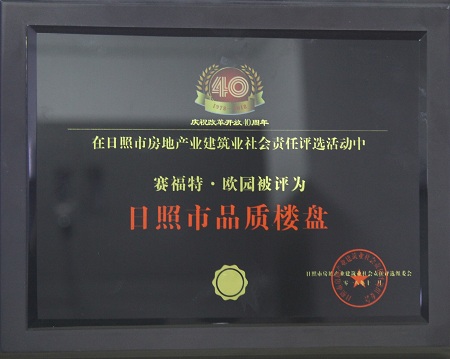 40
1978-2018
庆祝改革开放40周年
在日照市房地产业建筑业社会责任评选活动中
赛福特·欧园被评为
日照市品质楼盘
日照市房地产业建筑业社会责任评选组委会